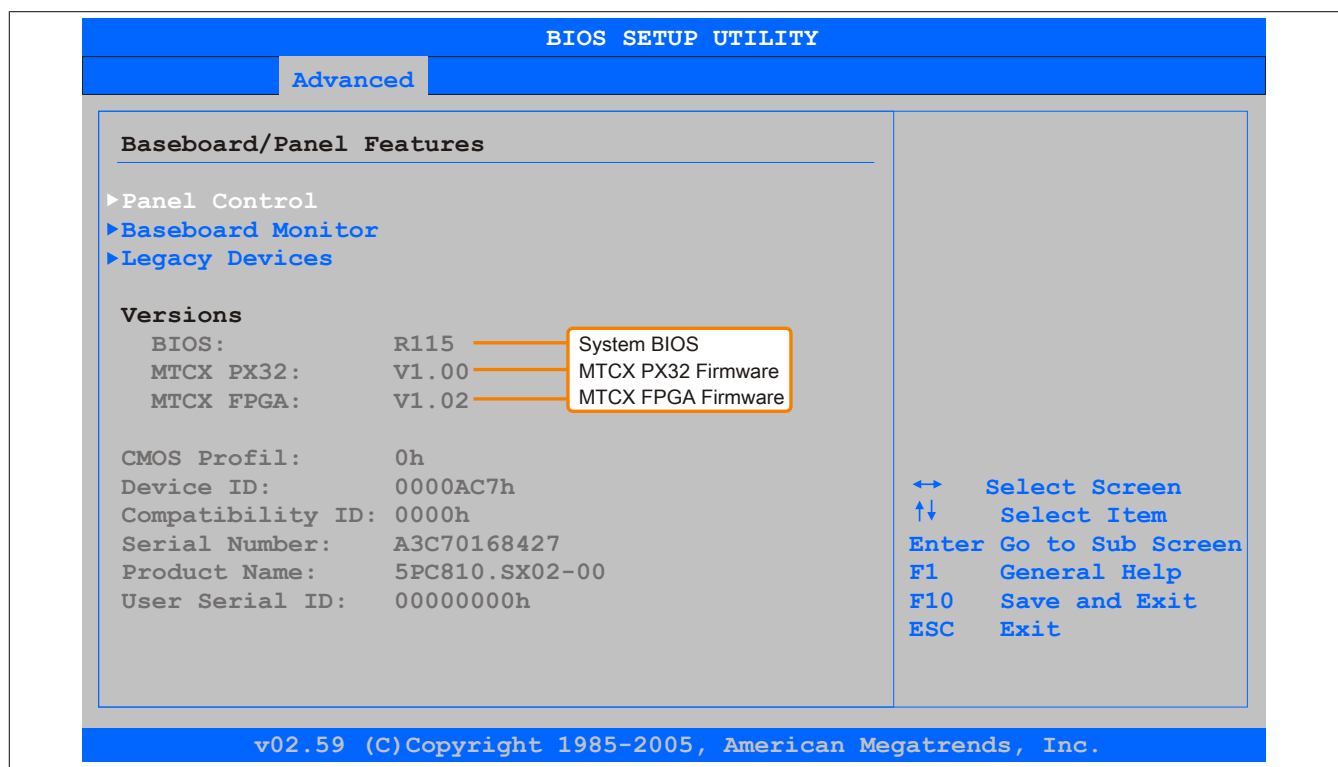 BIOS SETUP UTILITY
Advanced
Baseboard/Panel Features
▶Panel Control
▶Baseboard Monitor
▶Legacy Devices
Versions
BIOS: R115 System BIOS
MTCX PX32: V1.00 MTCX PX32 Firmware
MTCX FPGA: V1.02 MTCX FPGA Firmware
CMOS Profil: 0h
Device ID: 0000AC7h
Compatibility ID: 0000h
Serial Number: A3C70168427
Product Name: 5PC810.SX02-00
User Serial ID: 00000000h
↔ Select Screen
↑↓ Select Item
Enter Go to Sub Screen
F1 General Help
F10 Save and Exit
ESC Exit
v02.59 (C)Copyright 1985-2005, American Megatrends, Inc.